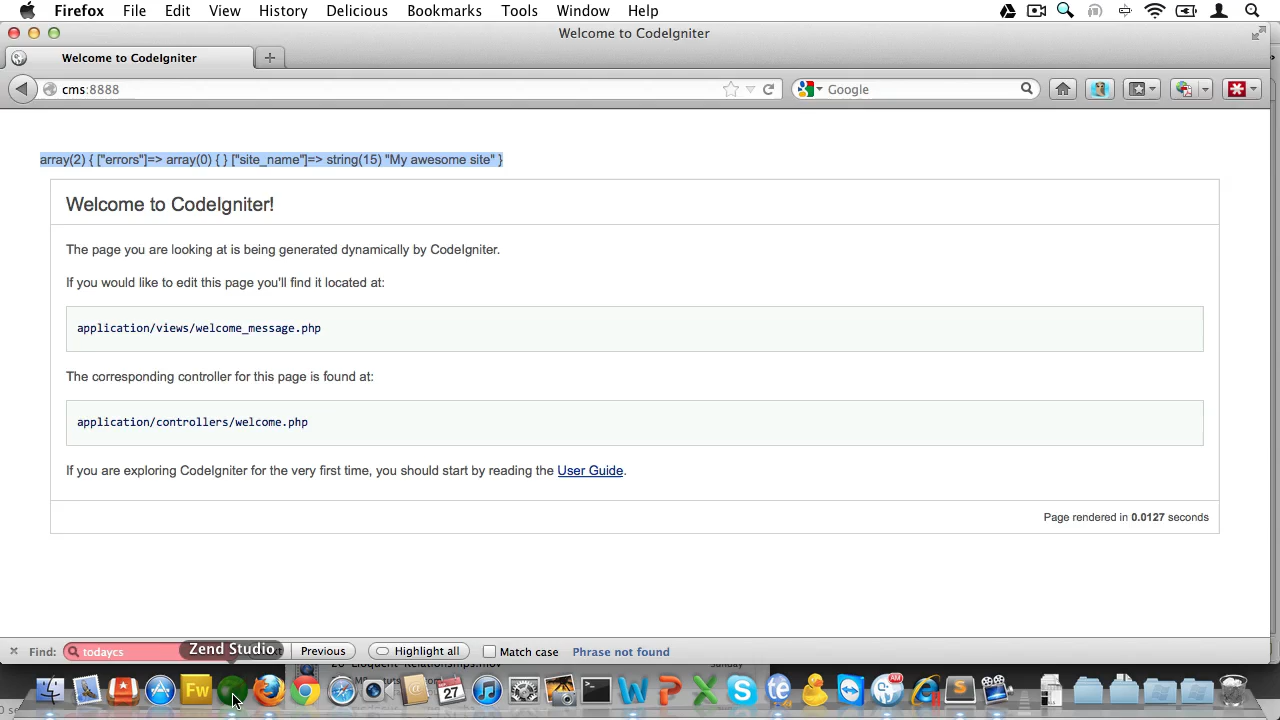 Firefox File Edit View History Delicious Bookmarks Tools Window Help
Welcome to CodeIgniter
Welcome to CodeIgniter
cms:8888
Google
array(2) { ["errors"]=> array(0) { } ["site_name"]=> string(15) "My awesome site" }
Welcome to CodeIgniter!
The page you are looking at is being generated dynamically by CodeIgniter.
If you would like to edit this page you'll find it located at:
application/views/welcome_message.php
The corresponding controller for this page is found at:
application/controllers/welcome.php
If you are exploring CodeIgniter for the very first time, you should start by reading the User Guide.
Page rendered in 0.0127 seconds
Find: todaycs Zend Studio Previous Highlight all Match case Phrase not found
Sunday
Fw
27